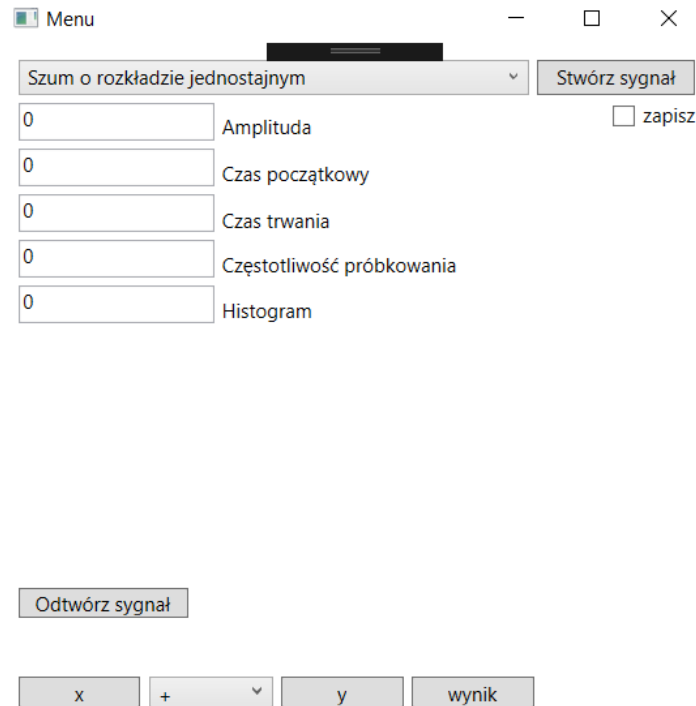 Menu
Szum o rozkładzie jednostajnym
Stwórz sygnał
zapisz
0
Amplituda
0
Czas początkowy
0
Czas trwania
0
Częstotliwość próbkowania
0
Histogram
Odtwórz sygnał
x
+
y
wynik